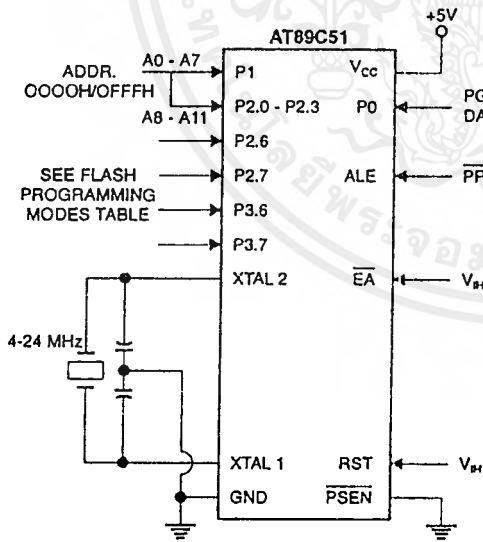 +5V
AT89C51
A0 - A7
ADDR.
OOOOH/OFFFH
P1
VCC
A8 - A11
P2.0 - P2.3
P0
P2.6
SEE FLASH
PROGRAMMING
MODES TABLE
P2.7
ALE
P3.6
P3.7
XTAL 2
EA
VIH
4-24 MHz
XTAL 1
RST
VIH
GND
PSEN